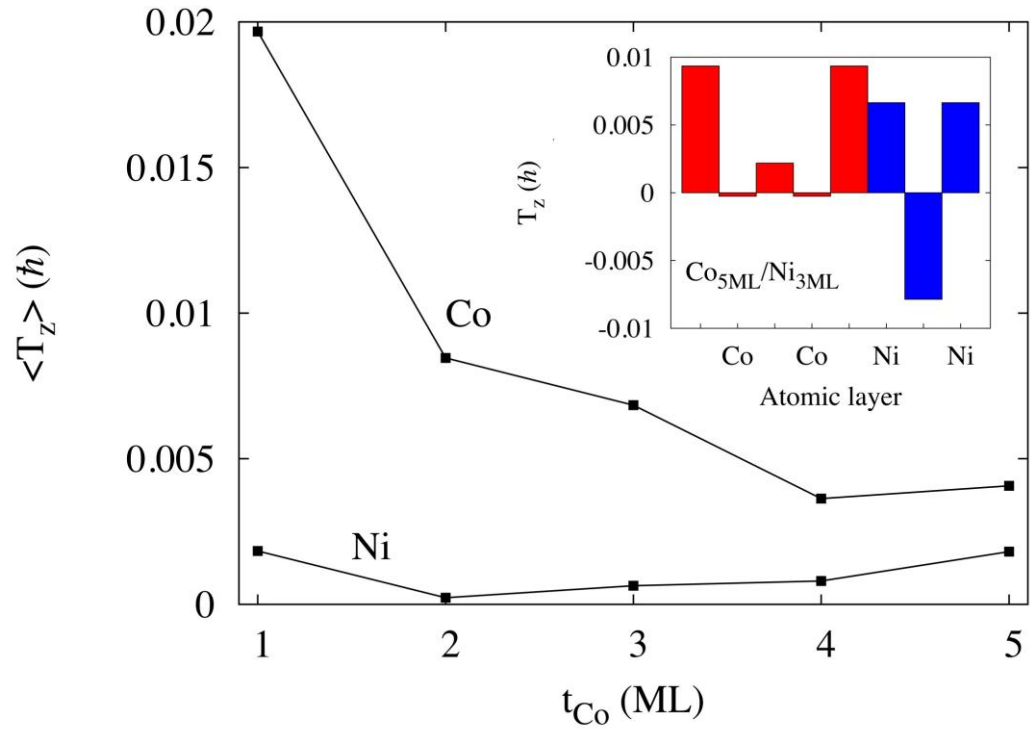 0.02
0.015
0.01
0.005
0
<T_z> (ħ)
1 2 3 4 5
t_Co (ML)
Co
Ni
0.01
0.005
0
-0.005
-0.01
T_z (ħ)
Co_5ML/Ni_3ML
Co Co Ni Ni
Atomic layer